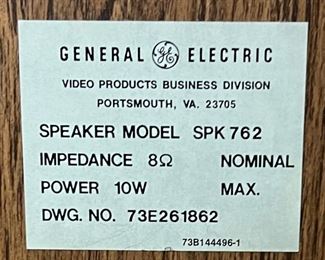 GENERAL GE ELECTRIC
VIDEO PRODUCTS BUSINESS DIVISION
PORTSMOUTH, VA. 23705
SPEAKER MODEL SPK 762
IMPEDANCE 8Ω NOMINAL
POWER 10W MAX.
DWG. NO. 73E261862
73B144496-1